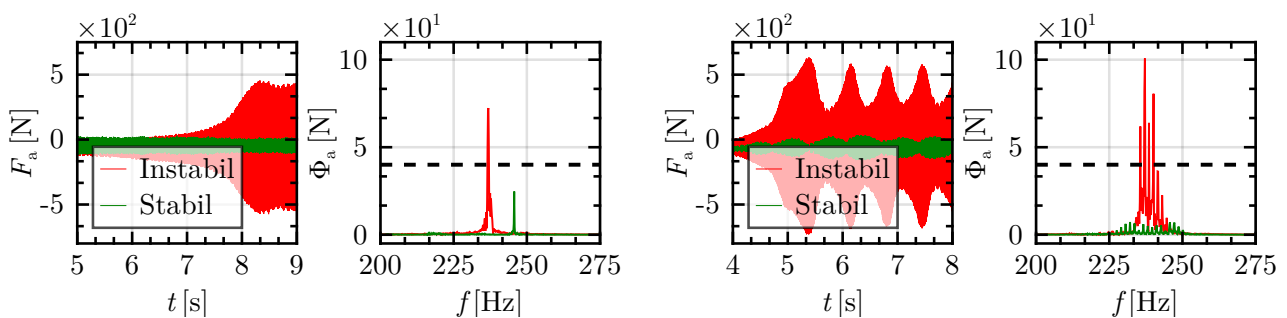 ×10²
5
0
-5
F_a [N]
Instabil
Stabil
5 6 7 8 9
t [s]
×10¹
10
5
0
Φ_a [N]
200 225 250 275
f [Hz]
×10²
5
0
-5
F_a [N]
Instabil
Stabil
4 5 6 7 8
t [s]
×10¹
10
5
0
Φ_a [N]
200 225 250 275
f [Hz]